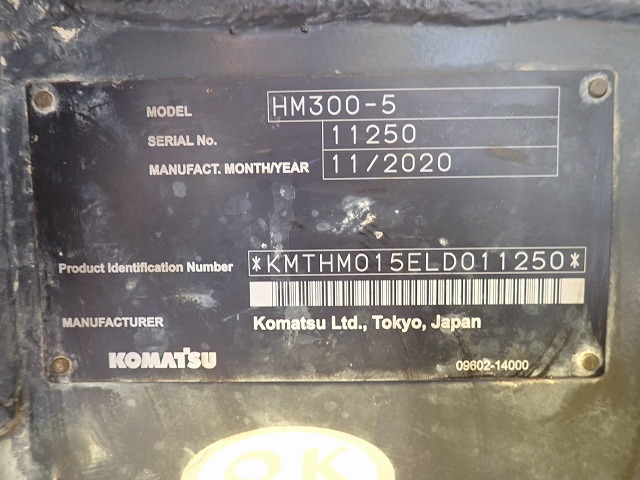 MODEL HM300-5
SERIAL No. 11250
MANUFACT. MONTH/YEAR 11/2020
Product Identification Number *KMTHM015ELD011250*
MANUFACTURER Komatsu Ltd., Tokyo, Japan
KOMATSU 09602-14000
OK